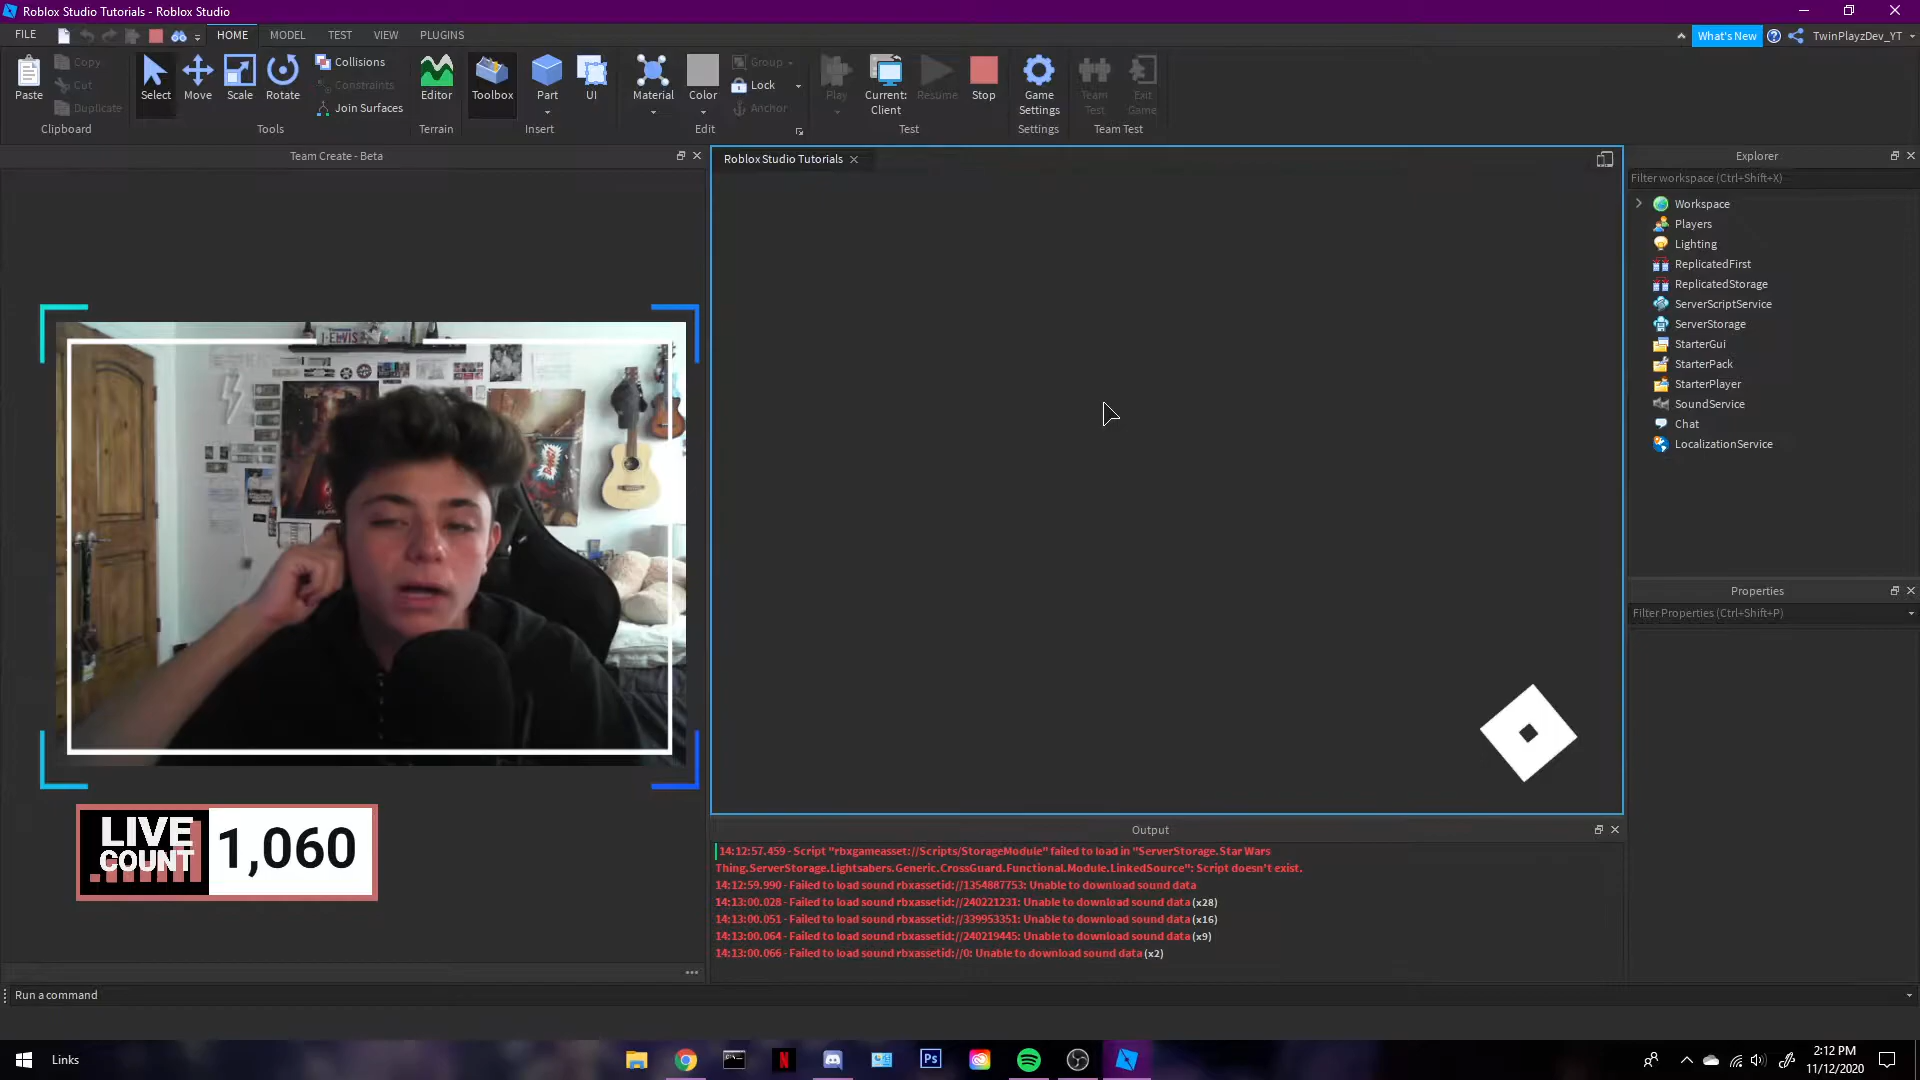 Roblox Studio Tutorials - Roblox Studio
FILE
HOME
MODEL
TEST
VIEW
PLUGINS
What's New
TwinPlayzDev_YT
Paste
Copy
Cut
Duplicate
Clipboard
Select
Move
Scale
Rotate
Collisions
Constraints
Join Surfaces
Tools
Editor
Terrain
Toolbox
Part
UI
Insert
Material
Color
Group
Lock
Anchor
Edit
Play
Current:
Client
Resume
Stop
Test
Game
Settings
Settings
Team
Test
Exit
Game
Team Test
Team Create - Beta
Roblox Studio Tutorials
Explorer
Filter workspace (Ctrl+Shift+X)
Workspace
Players
Lighting
ReplicatedFirst
ReplicatedStorage
ServerScriptService
ServerStorage
StarterGui
StarterPack
StarterPlayer
SoundService
Chat
LocalizationService
Properties
Filter Properties (Ctrl+Shift+P)
LIVE
COUNT
1,060
Output
14:12:57.459 - Script "rbxgameasset://Scripts/StorageModule" failed to load in "ServerStorage.Star Wars
Thing.ServerStorage.Lightsabers.Generic.CrossGuard.Functional.Module.LinkedSource": Script doesn't exist.
14:12:59.990 - Failed to load sound rbxassetid://1354887753: Unable to download sound data
14:13:00.028 - Failed to load sound rbxassetid://240221231: Unable to download sound data (x28)
14:13:00.051 - Failed to load sound rbxassetid://339953351: Unable to download sound data (x16)
14:13:00.064 - Failed to load sound rbxassetid://240219445: Unable to download sound data (x9)
14:13:00.066 - Failed to load sound rbxassetid://0: Unable to download sound data (x2)
Run a command
Links
Ps
2:12 PM
11/12/2020